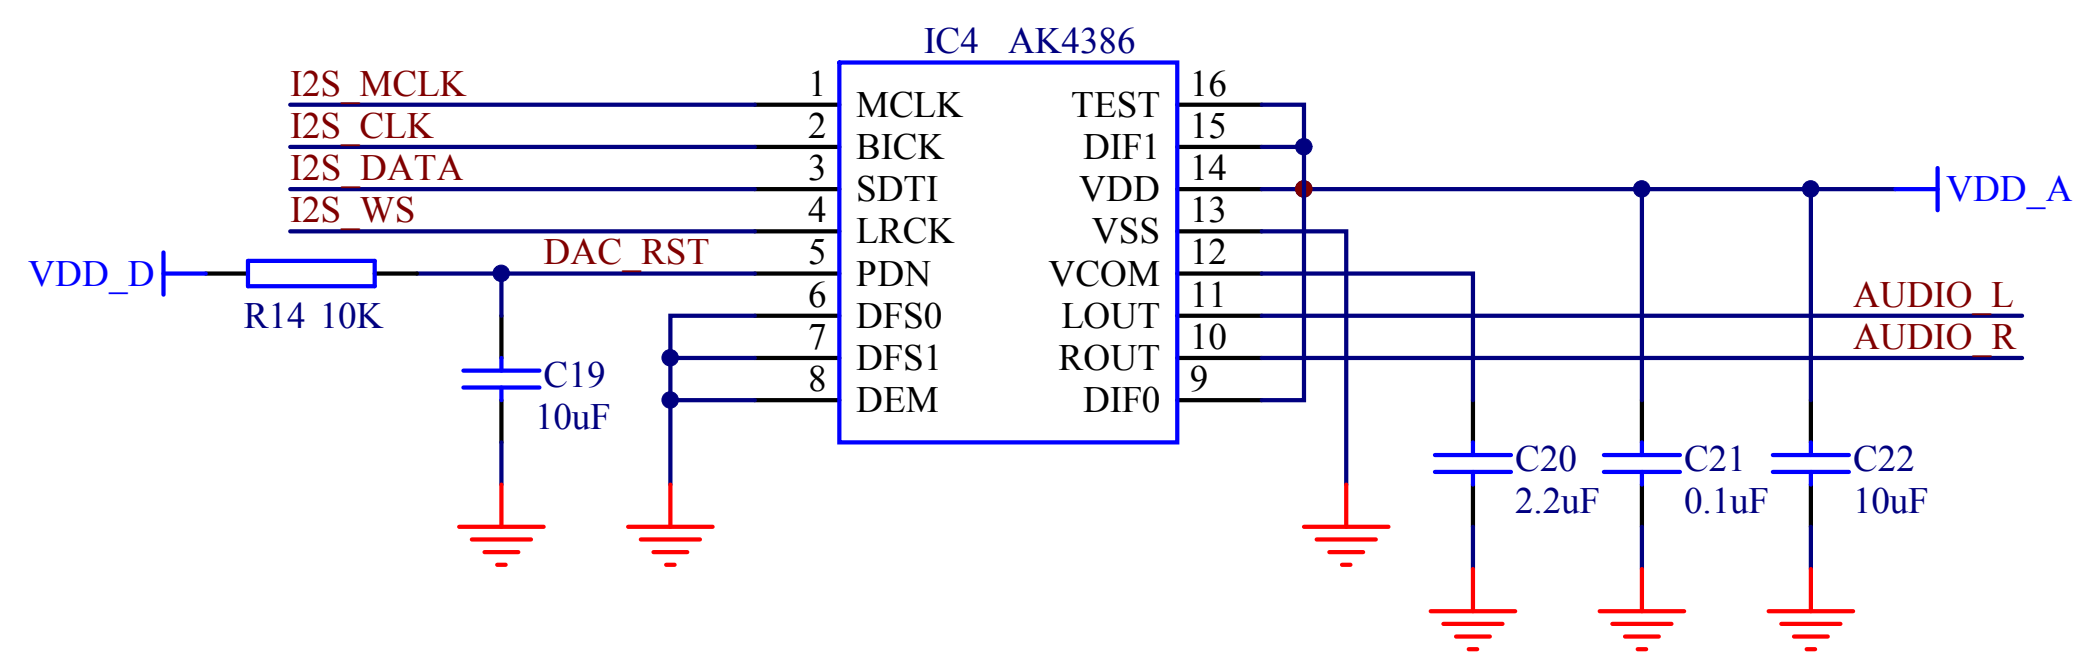 IC4 AK4386
I2S_MCLK 1 MCLK TEST 16
I2S_CLK 2 BICK DIF1 15
I2S_DATA 3 SDTI VDD 14 VDD_A
I2S_WS 4 LRCK VSS 13
VDD_D DAC_RST 5 PDN VCOM 12
R14 10K 6 DFS0 LOUT 11 AUDIO_L
7 DFS1 ROUT 10 AUDIO_R
8 DEM DIF0 9
C19
10uF
C20 C21 C22
2.2uF 0.1uF 10uF